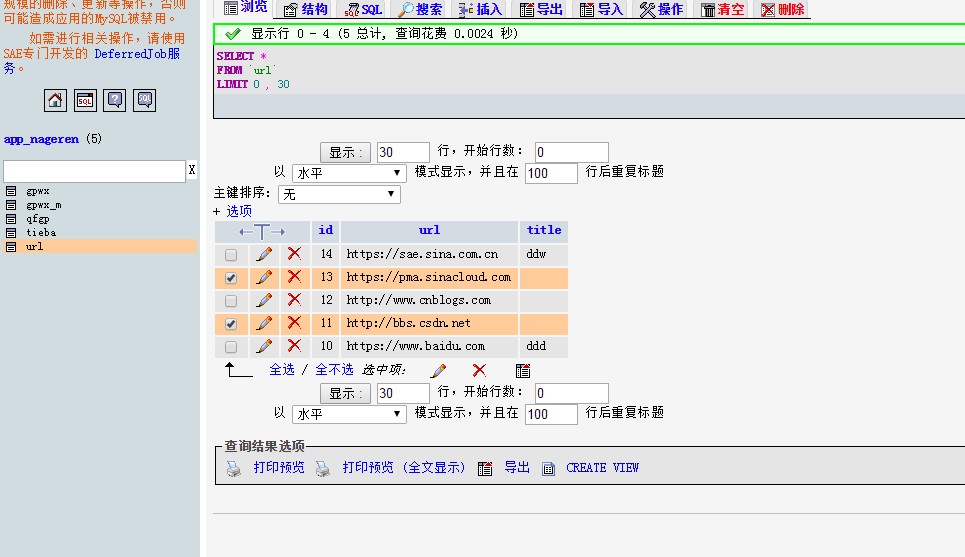 规模的删除、更新等操作，否则
可能造成应用的MySQL被禁用。
如需进行相关操作，请使用
SAE专门开发的 DeferredJob服
务。
SQL
app_nageren (5)
X
gpwx
gpwx_m
qfgp
tieba
url
浏览 结构 SQL 搜索 插入 导出 导入 操作 清空 删除
显示行 0 - 4 (5 总计, 查询花费 0.0024 秒)
SELECT *
FROM `url`
LIMIT 0 , 30
显示 : 30 行，开始行数： 0
以 水平 模式显示，并且在 100 行后重复标题
主键排序： 无
+ 选项
←T→ id url title
14 https://sae.sina.com.cn ddw
13 https://pma.sinacloud.com
12 http://www.cnblogs.com
11 http://bbs.csdn.net
10 https://www.baidu.com ddd
全选 / 全不选 选中项:
显示 : 30 行，开始行数： 0
以 水平 模式显示，并且在 100 行后重复标题
查询结果选项
打印预览 打印预览 (全文显示) 导出 CREATE VIEW